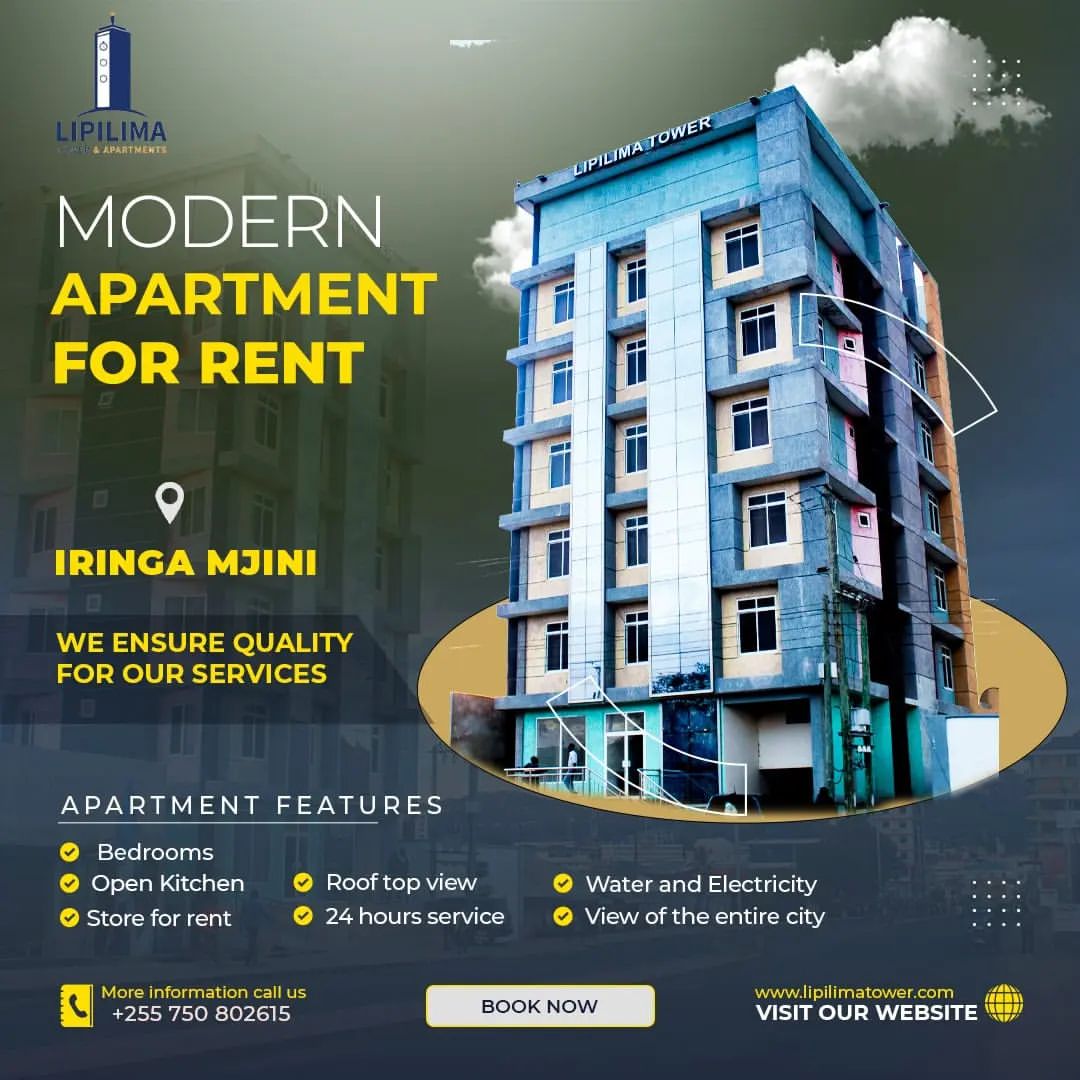 LIPILIMA
& APARTMENTS
LIPILIMA TOWER
MODERN
APARTMENT
FOR RENT
IRINGA MJINI
WE ENSURE QUALITY
FOR OUR SERVICES
APARTMENT FEATURES
Bedrooms
Open Kitchen
Store for rent
Roof top view
24 hours service
Water and Electricity
View of the entire city
More information call us
+255 750 802615
BOOK NOW
www.lipilimatower.com
VISIT OUR WEBSITE